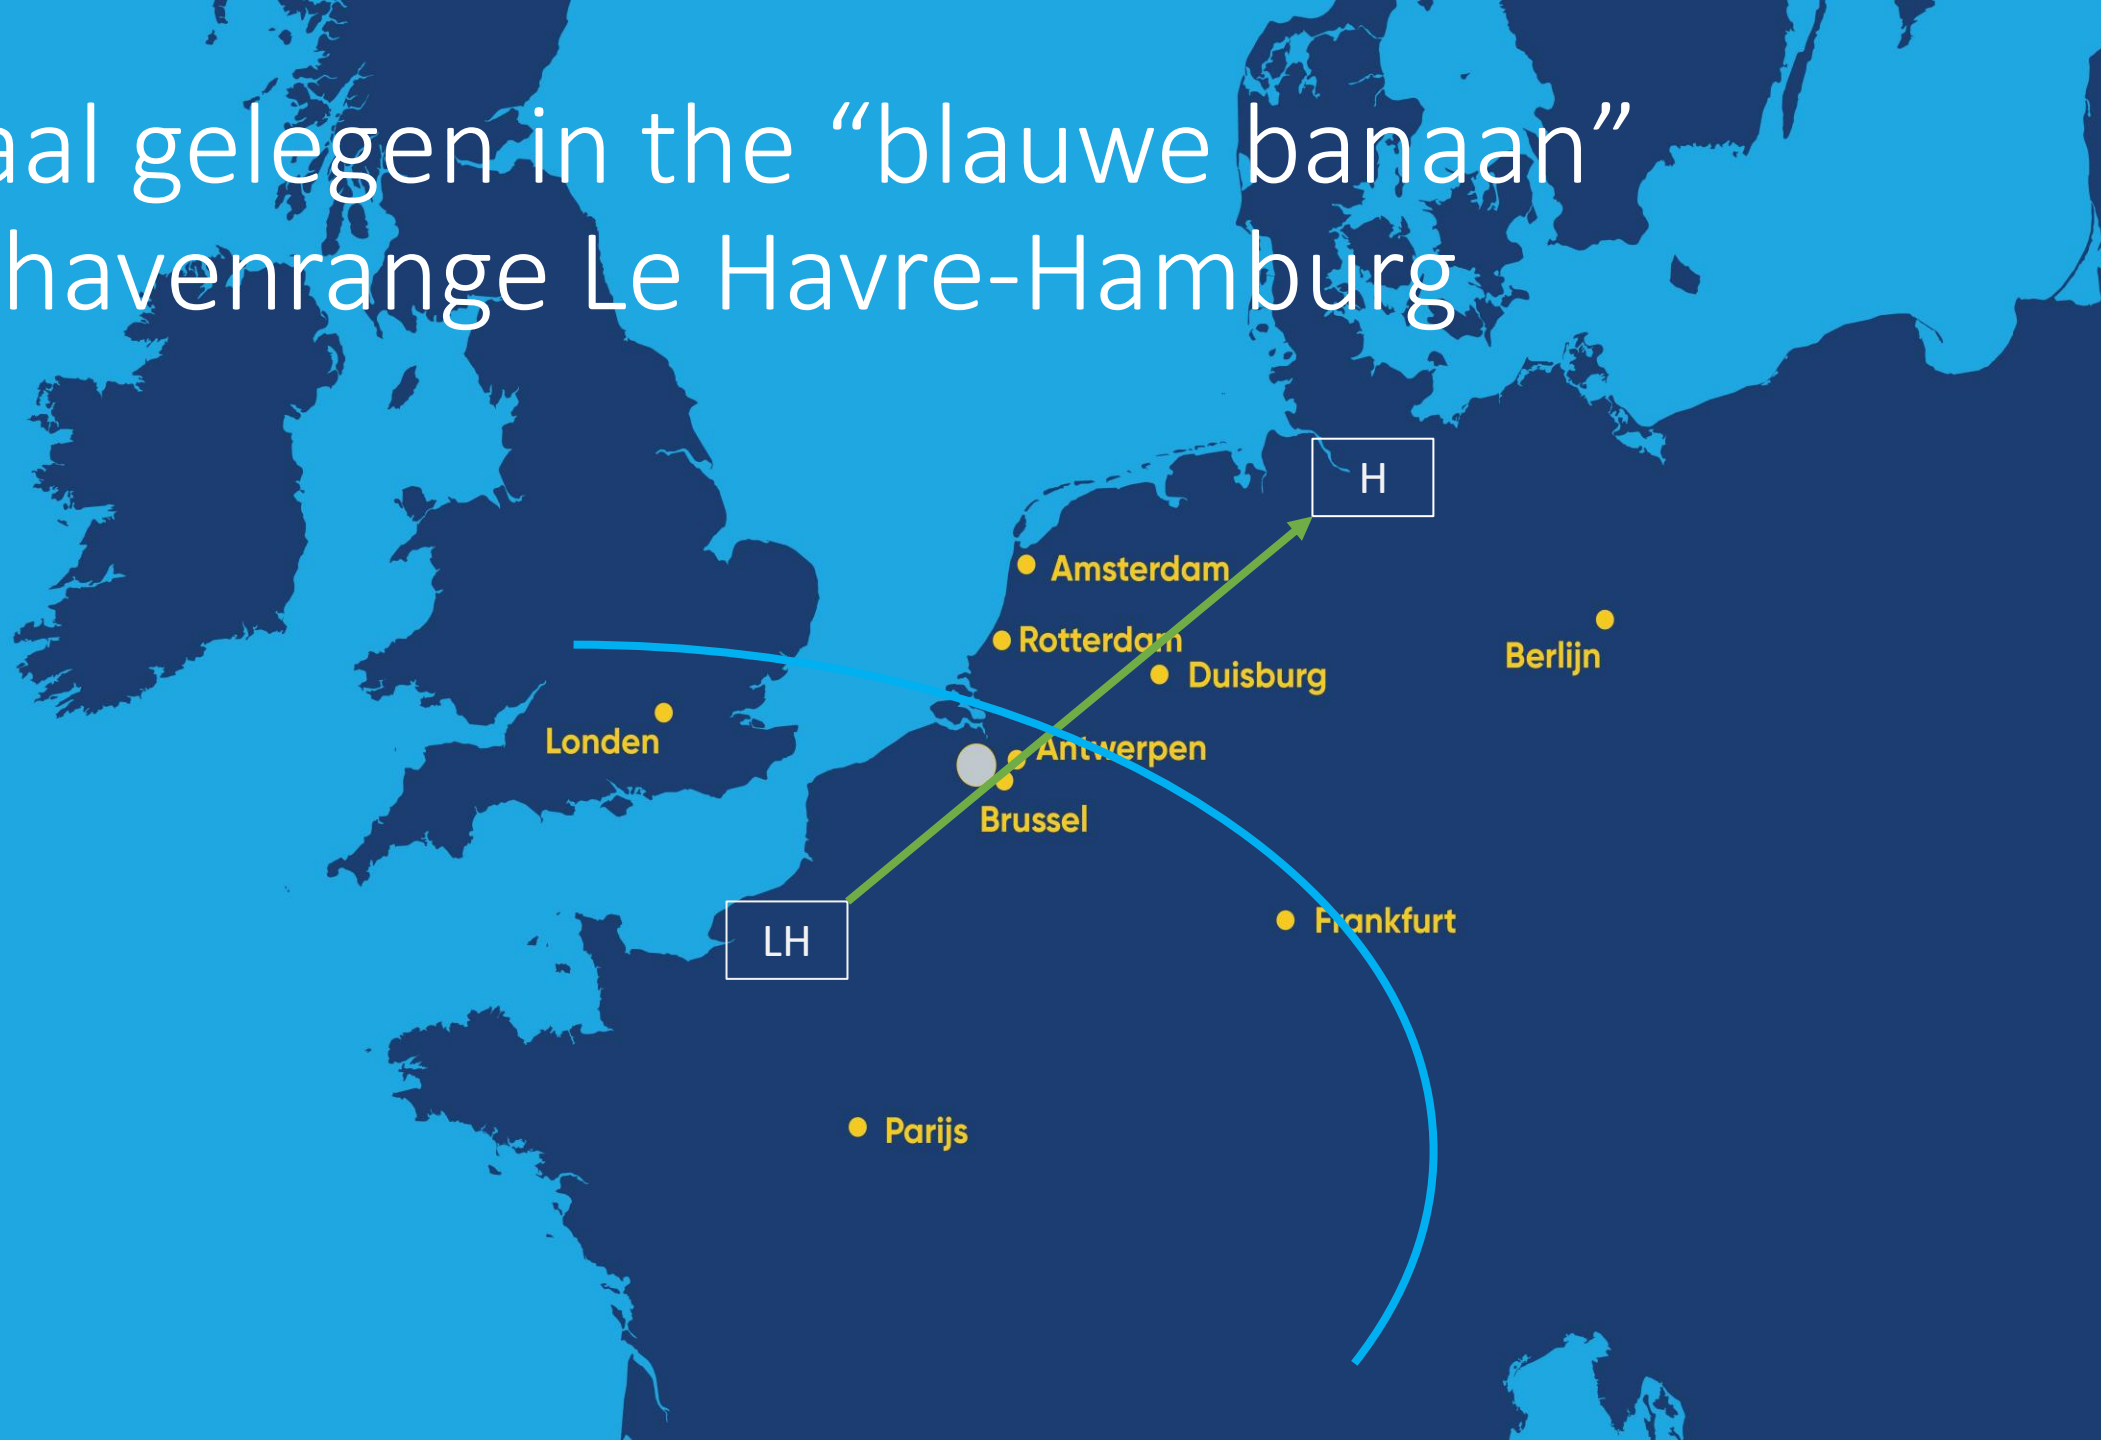 aal gelegen in the “blauwe banaan”
havenrange Le Havre-Hamburg
H
Amsterdam
Rotterdam
Berlijn
Duisburg
Londen
Antwerpen
Brussel
Frankfurt
LH
Parijs